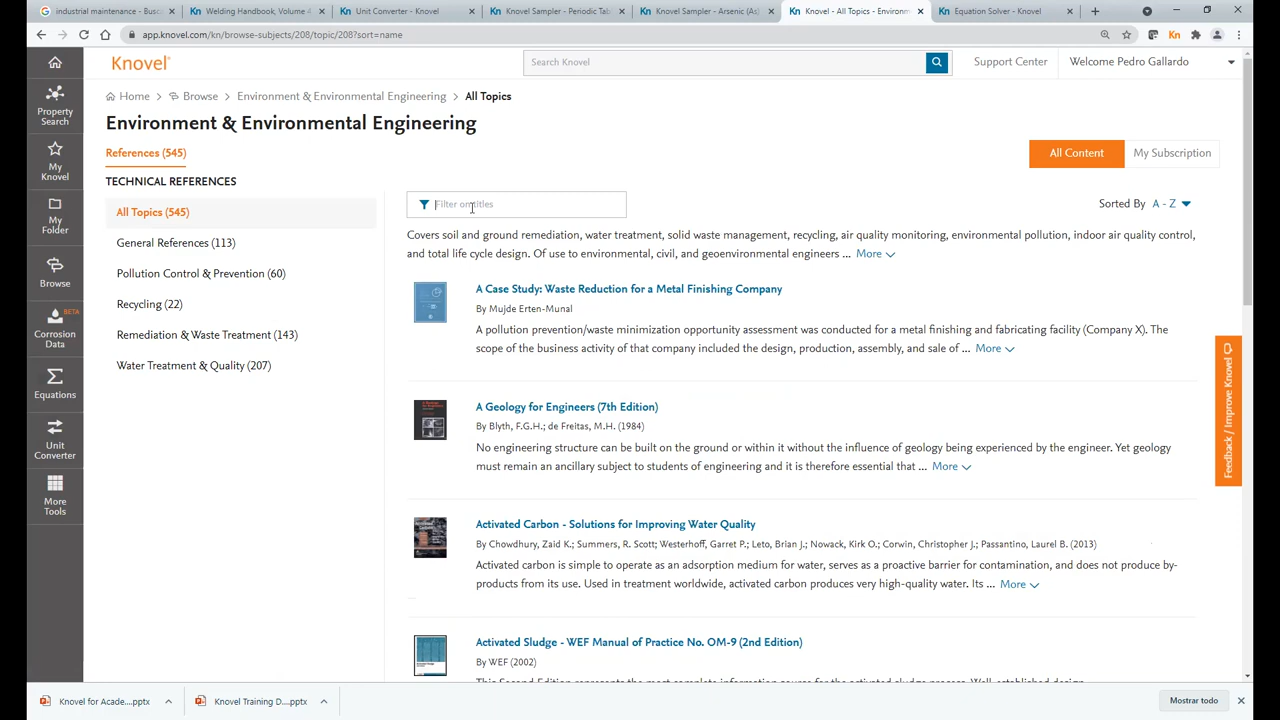 industrial maintenance - Busc
Welding Handbook, Volume 4
Unit Converter - Knovel
Knovel Sampler - Periodic Tab
Knovel Sampler - Arsenic (As)
Knovel - All Topics - Environm
Equation Solver - Knovel
app.knovel.com/kn/browse-subjects/208/topic/208?sort=name
Knovel
Search Knovel
Support Center
Welcome Pedro Gallardo
Home > Browse > Environment & Environmental Engineering > All Topics
Environment & Environmental Engineering
References (545)
All Content
My Subscription
TECHNICAL REFERENCES
All Topics (545)
General References (113)
Pollution Control & Prevention (60)
Recycling (22)
Remediation & Waste Treatment (143)
Water Treatment & Quality (207)
Filter on titles
Sorted By A - Z
Covers soil and ground remediation, water treatment, solid waste management, recycling, air quality monitoring, environmental pollution, indoor air quality control,
and total life cycle design. Of use to environmental, civil, and geoenvironmental engineers ... More
A Case Study: Waste Reduction for a Metal Finishing Company
By Mujde Erten-Munal
A pollution prevention/waste minimization opportunity assessment was conducted for a metal finishing and fabricating facility (Company X). The
scope of the business activity of that company included the design, production, assembly, and sale of ... More
A Geology for Engineers (7th Edition)
By Blyth, F.G.H.; de Freitas, M.H. (1984)
No engineering structure can be built on the ground or within it without the influence of geology being experienced by the engineer. Yet geology
must remain an ancillary subject to students of engineering and it is therefore essential that ... More
Activated Carbon - Solutions for Improving Water Quality
By Chowdhury, Zaid K.; Summers, R. Scott; Westerhoff, Garret P.; Leto, Brian J.; Nowack, Kirk O.; Corwin, Christopher J.; Passantino, Laurel B. (2013)
Activated carbon is simple to operate as an adsorption medium for water, serves as a proactive barrier for contamination, and does not produce by-
products from its use. Used in treatment worldwide, activated carbon produces very high-quality water. Its ... More
Activated Sludge - WEF Manual of Practice No. OM-9 (2nd Edition)
By WEF (2002)
Property
Search
My
Knovel
My
Folder
Browse
BETA
Corrosion
Data
Equations
Unit
Converter
More
Tools
Feedback / Improve Knovel
Knovel for Acade....pptx
Knovel Training D....pptx
Mostrar todo